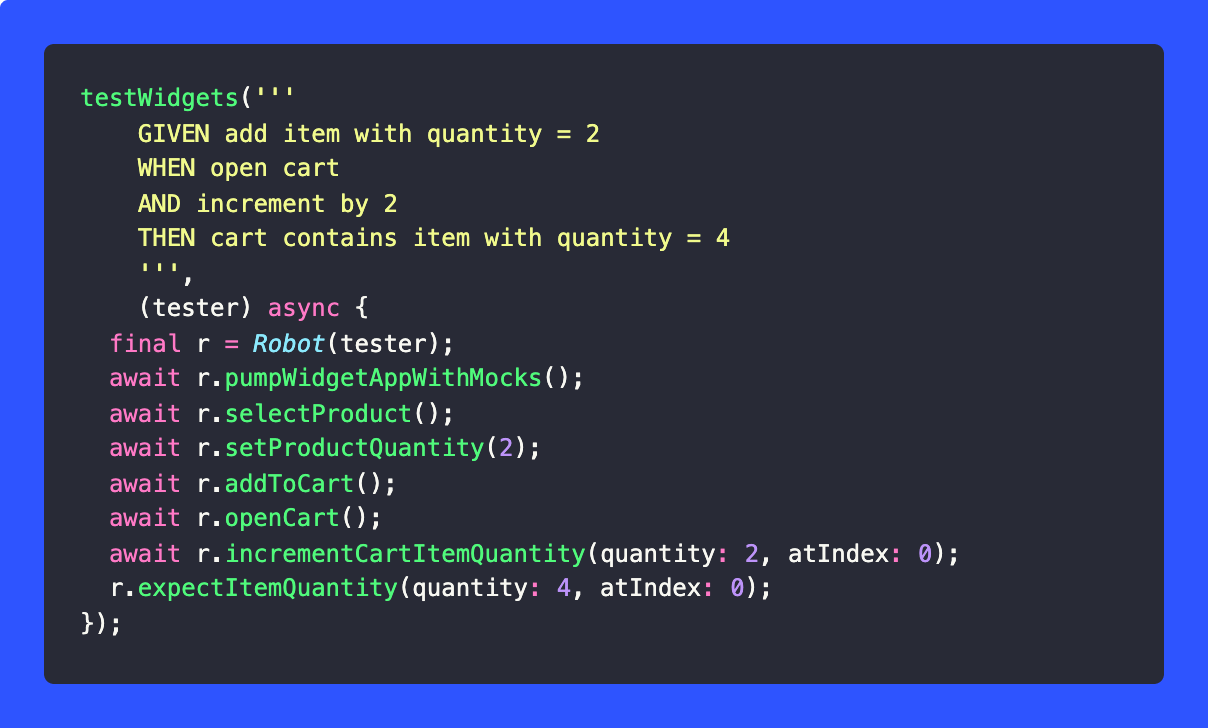 testWidgets('''
    GIVEN add item with quantity = 2
    WHEN open cart
    AND increment by 2
    THEN cart contains item with quantity = 4
    ''',
    (tester) async {
  final r = Robot(tester);
  await r.pumpWidgetAppWithMocks();
  await r.selectProduct();
  await r.setProductQuantity(2);
  await r.addToCart();
  await r.openCart();
  await r.incrementCartItemQuantity(quantity: 2, atIndex: 0);
  r.expectItemQuantity(quantity: 4, atIndex: 0);
});